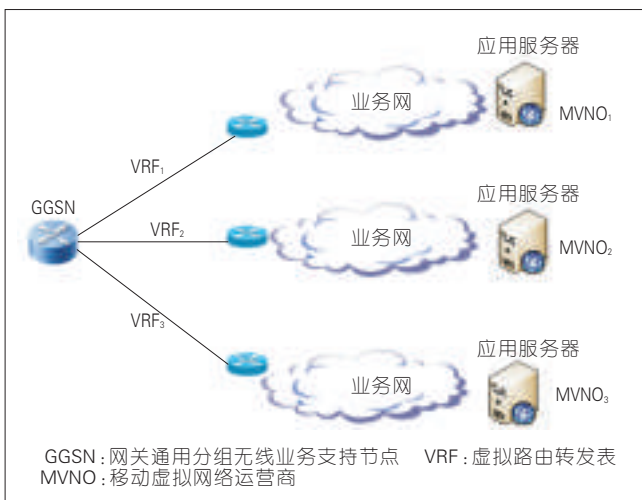 应用服务器
业务网
MVNO₁
VRF₁
应用服务器
GGSN
VRF₂
业务网
MVNO₂
VRF₃
应用服务器
业务网
MVNO₃
GGSN:网关通用分组无线业务支持节点 VRF:虚拟路由转发表
MVNO:移动虚拟网络运营商